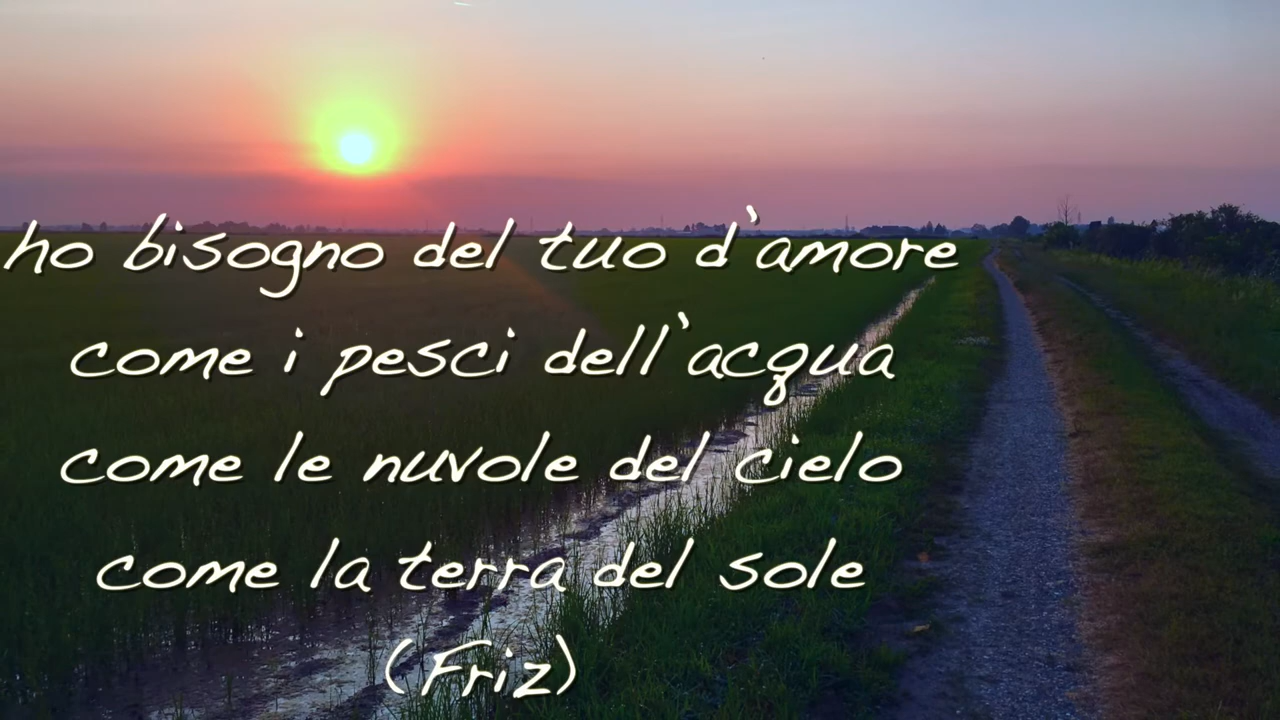 ho bisogno del tuo d'amore
come i pesci dell'acqua
come le nuvole del cielo
come la terra del sole
(Friz)